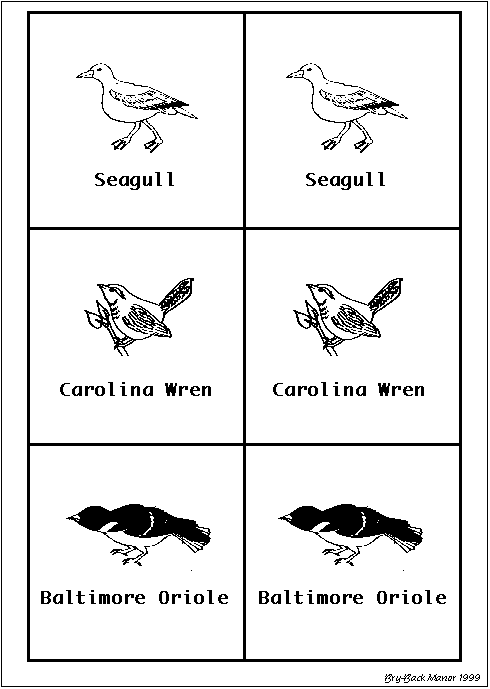 Seagull Seagull
Carolina Wren Carolina Wren
Baltimore Oriole Baltimore Oriole
Bry-Back Manor 1999